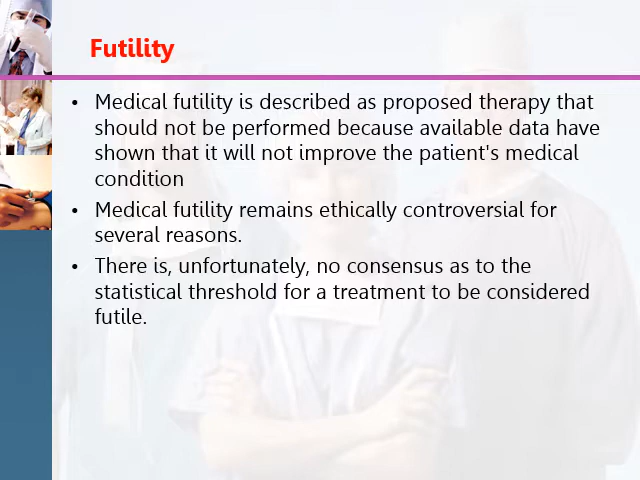 Futility
• Medical futility is described as proposed therapy that
should not be performed because available data have
shown that it will not improve the patient's medical
condition
• Medical futility remains ethically controversial for
several reasons.
• There is, unfortunately, no consensus as to the
statistical threshold for a treatment to be considered
futile.